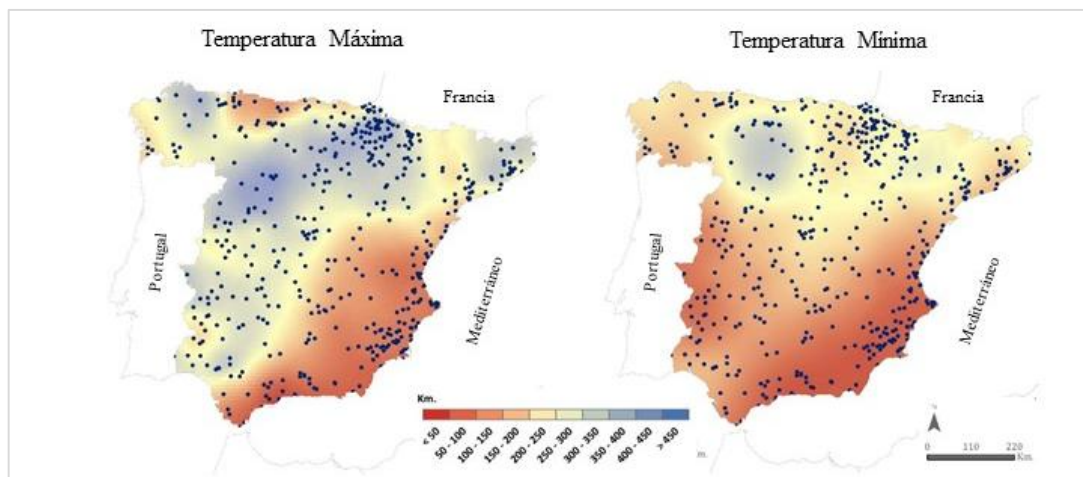 Temperatura Máxima
Temperatura Mínima
Francia
Francia
Portugal
Portugal
Mediterráneo
Mediterráneo
Km.
< 50
50 - 100
100 - 150
150 - 200
200 - 250
250 - 300
300 - 350
350 - 400
400 - 450
> 450
m.
0 110 220
Km.